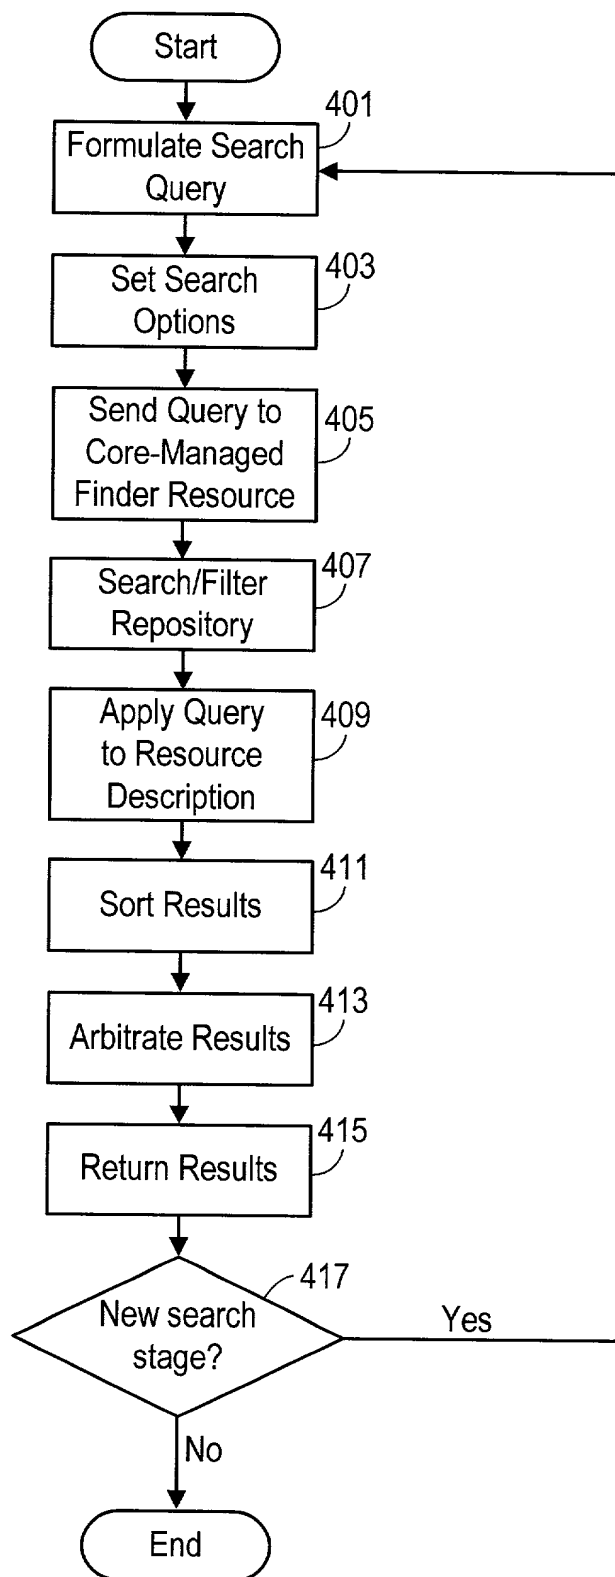 Start
401
Formulate Search
Query
403
Set Search
Options
405
Send Query to
Core-Managed
Finder Resource
407
Search/Filter
Repository
409
Apply Query
to Resource
Description
411
Sort Results
413
Arbitrate Results
415
Return Results
417
New search
stage?
Yes
No
End